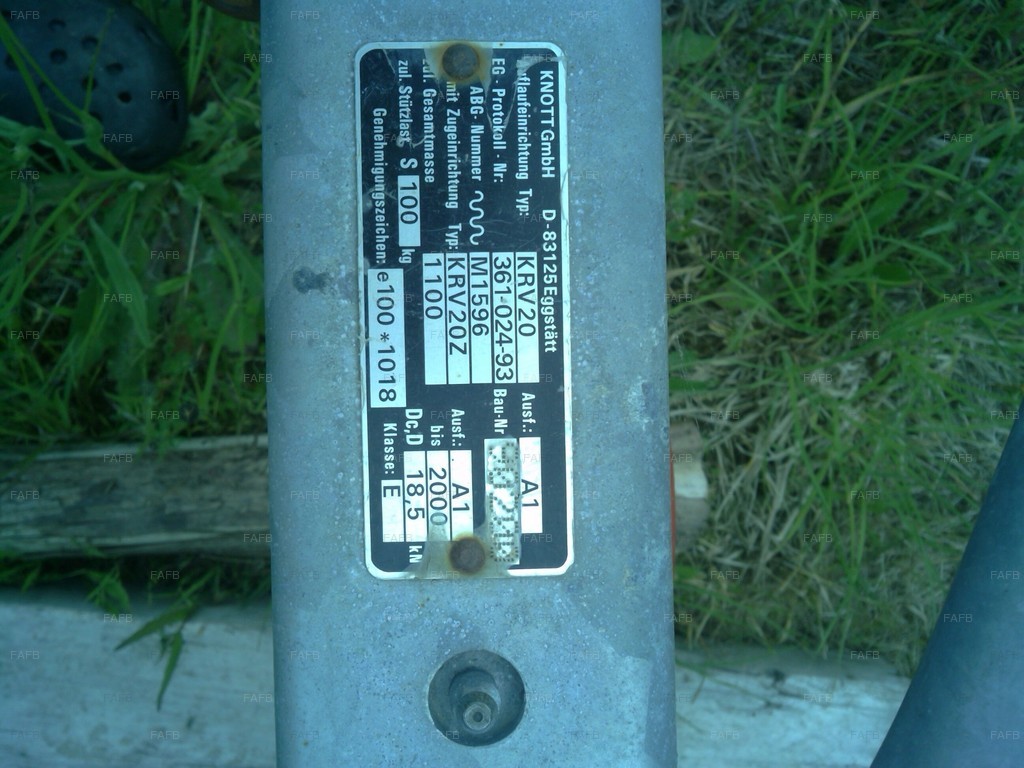 KNOTT GmbH D-83125 Eggstätt
Auflaufeinrichtung Typ: KRV20 Ausf.: A1
EG-Protokoll-Nr: 361-024-93 Bau-Nr
ABG-Nummer M1596
mit Zugeinrichtung Typ: KRV20Z Ausf.: A1
zul. Gesamtmasse 1100 bis 2000
zul. Stützlast S 100 kg Dc,D 18,5 kN
Genehmigungszeichen: e100*1018 Klasse: E
FAFB